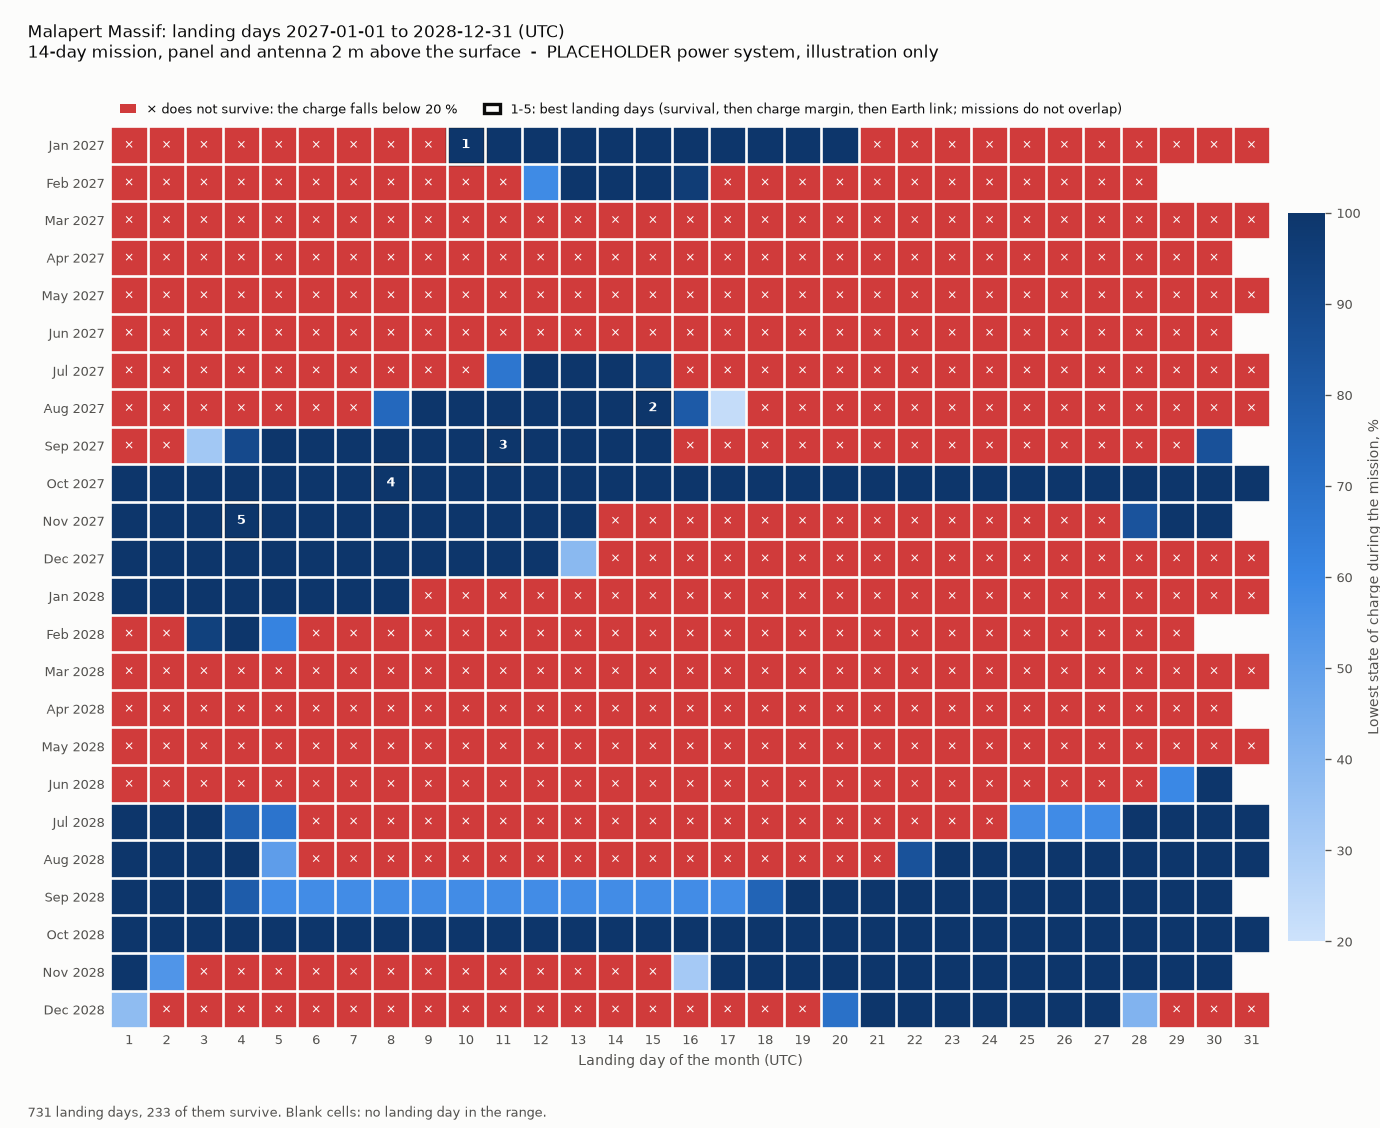 Malapert Massif: landing days 2027-01-01 to 2028-12-31 (UTC)
14-day mission, panel and antenna 2 m above the surface - PLACEHOLDER power system, illustration only
× does not survive: the charge falls below 20 %
1-5: best landing days (survival, then charge margin, then Earth link; missions do not overlap)
Jan 2027 × × × × × × × × × 1 × × × × × × × × × × ×
Feb 2027 × × × × × × × × × × × × × × × × × × × × × × ×
Mar 2027 × × × × × × × × × × × × × × × × × × × × × × × × × × × × × × ×
Apr 2027 × × × × × × × × × × × × × × × × × × × × × × × × × × × × × ×
May 2027 × × × × × × × × × × × × × × × × × × × × × × × × × × × × × × ×
Jun 2027 × × × × × × × × × × × × × × × × × × × × × × × × × × × × × ×
Jul 2027 × × × × × × × × × × × × × × × × × × × × × × × × × ×
Aug 2027 × × × × × × × 2 × × × × × × × × × × × × × ×
Sep 2027 × × 3 × × × × × × × × × × × × × ×
Oct 2027 4
Nov 2027 5 × × × × × × × × × × × × × ×
Dec 2027 × × × × × × × × × × × × × × × × × ×
Jan 2028 × × × × × × × × × × × × × × × × × × × × × × ×
Feb 2028 × × × × × × × × × × × × × × × × × × × × × × × × × ×
Mar 2028 × × × × × × × × × × × × × × × × × × × × × × × × × × × × × × ×
Apr 2028 × × × × × × × × × × × × × × × × × × × × × × × × × × × × × ×
May 2028 × × × × × × × × × × × × × × × × × × × × × × × × × × × × × × ×
Jun 2028 × × × × × × × × × × × × × × × × × × × × × × × × × × × ×
Jul 2028 × × × × × × × × × × × × × × × × × × ×
Aug 2028 × × × × × × × × × × × × × × × ×
Sep 2028
Oct 2028
Nov 2028 × × × × × × × × × × × × ×
Dec 2028 × × × × × × × × × × × × × × × × × × × × ×
1 2 3 4 5 6 7 8 9 10 11 12 13 14 15 16 17 18 19 20 21 22 23 24 25 26 27 28 29 30 31
Landing day of the month (UTC)
100
90
80
70
60
50
40
30
20
Lowest state of charge during the mission, %
731 landing days, 233 of them survive. Blank cells: no landing day in the range.